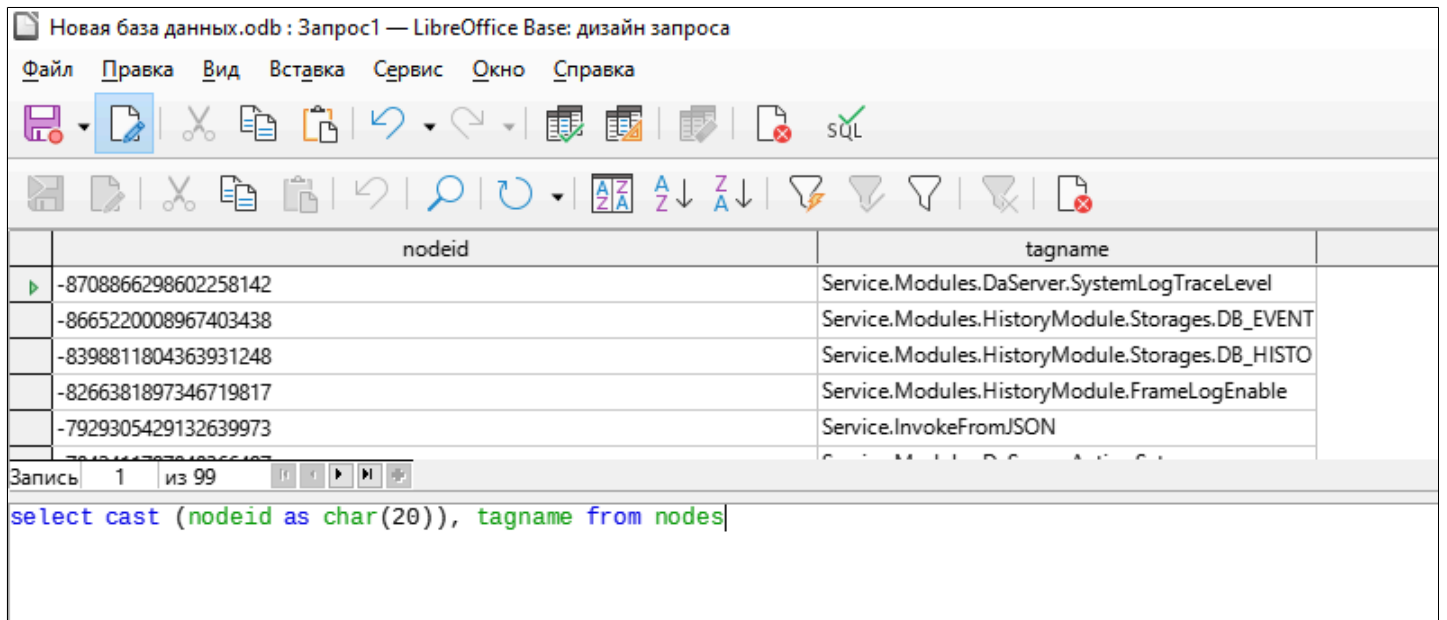 Новая база данных.odb : Запрос1 — LibreOffice Base: дизайн запроса
Файл Правка Вид Вставка Сервис Окно Справка
SQL
nodeid tagname
-8708866298602258142 Service.Modules.DaServer.SystemLogTraceLevel
-8665220008967403438 Service.Modules.HistoryModule.Storages.DB_EVENT
-8398811804363931248 Service.Modules.HistoryModule.Storages.DB_HISTO
-8266381897346719817 Service.Modules.HistoryModule.FrameLogEnable
-7929305429132639973 Service.InvokeFromJSON
Запись 1 из 99
select cast (nodeid as char(20)), tagname from nodes